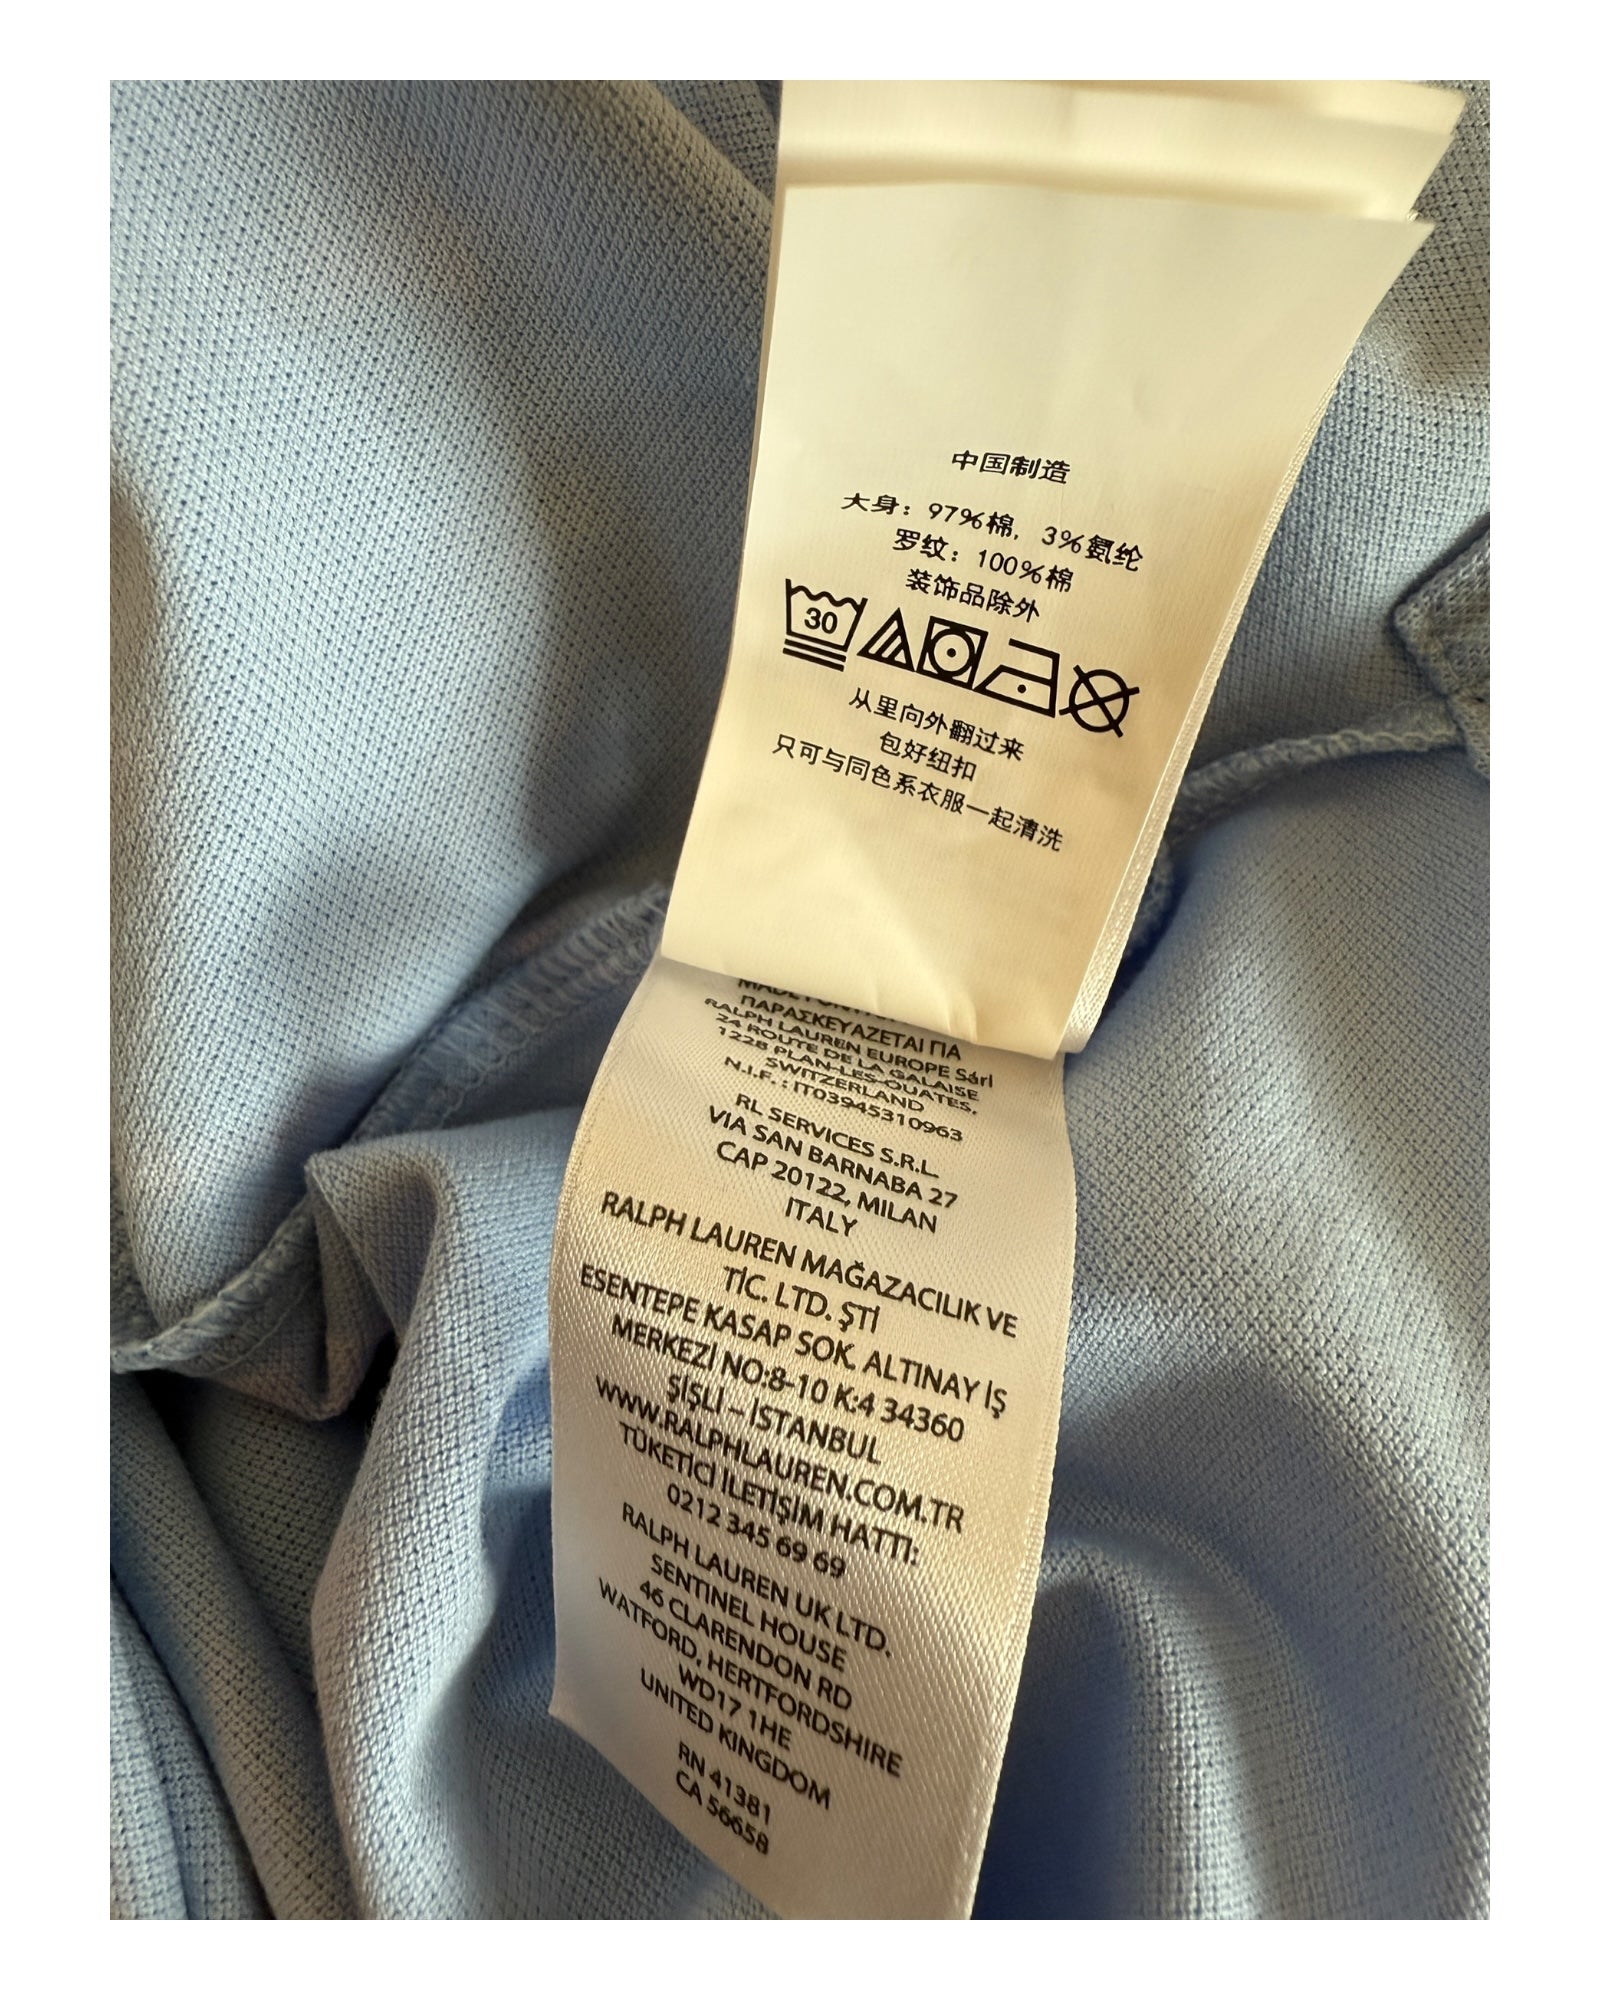 中国制造
大身：97%棉，3%氨纶
罗纹：100%棉
装饰品除外
30
从里向外翻过来
包好纽扣
只可与同色系衣服一起清洗
ΠΑΡΑΣΚΕΥΑΖΕΤΑΙ ΓΙΑ
RALPH LAUREN EUROPE Sárl
24 ROUTE DE LA GALAISE
1228 PLAN-LES-OUATES,
SWITZERLAND
N.I.F. : IT03945310963
RL SERVICES S.R.L.
VIA SAN BARNABA 27
CAP 20122, MILAN
ITALY
RALPH LAUREN MAĞAZACILIK VE
TİC. LTD. ŞTİ
ESENTEPE KASAP SOK. ALTINAY İŞ
MERKEZİ NO:8-10 K:4 34360
ŞİŞLİ – İSTANBUL
WWW.RALPHLAUREN.COM.TR
TÜKETİCİ İLETİŞİM HATTI:
0212 345 69 69
RALPH LAUREN UK LTD.
SENTINEL HOUSE
46 CLARENDON RD
WATFORD, HERTFORDSHIRE
WD17 1HE
UNITED KINGDOM
RN 41381
CA 56658